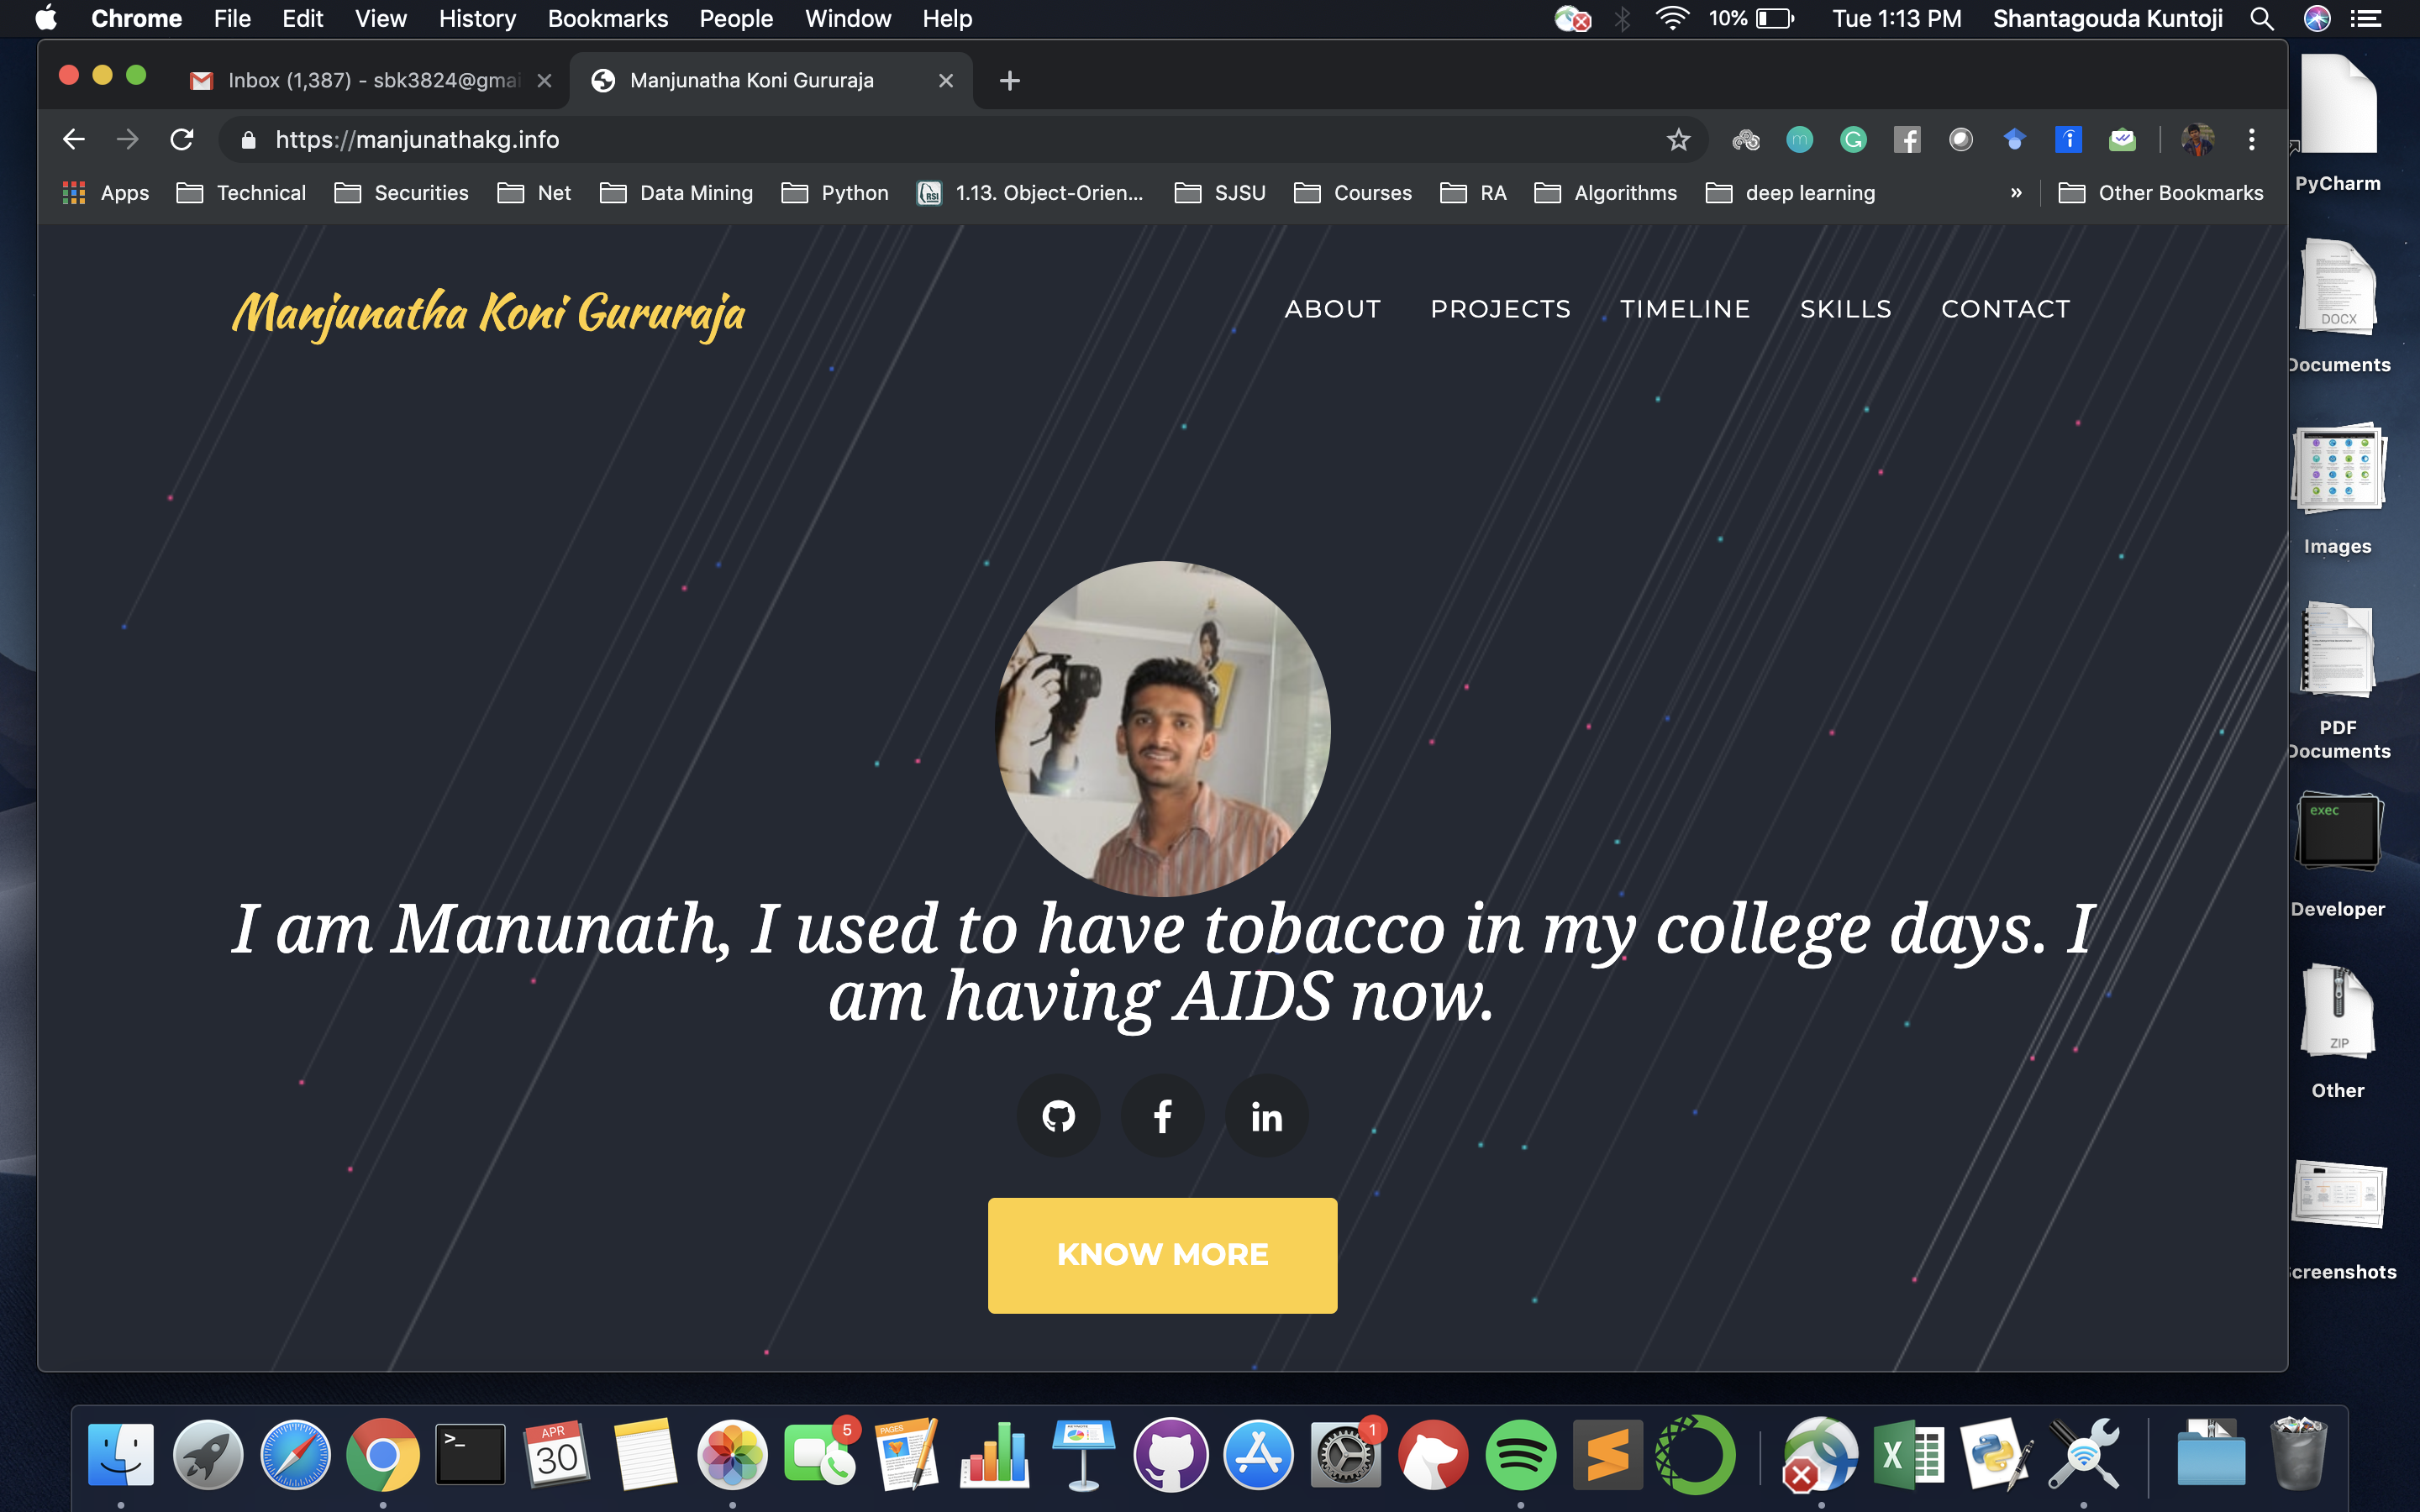 Chrome File Edit View History Bookmarks People Window Help 10% Tue 1:13 PM Shantagouda Kuntoji
Inbox (1,387) - sbk3824@gmai Manjunatha Koni Gururaja
https://manjunathakg.info
Apps Technical Securities Net Data Mining Python RSI 1.13. Object-Orien... SJSU Courses RA Algorithms deep learning » Other Bookmarks
Manjunatha Koni Gururaja ABOUT PROJECTS TIMELINE SKILLS CONTACT
I am Manunath, I used to have tobacco in my college days. I
am having AIDS now.
f in
KNOW MORE
PyCharm
DOCX
Documents
Images
PDF
Documents
exec
Developer
ZIP
Other
Screenshots
>_ APR 30 5 PAGES 1 X